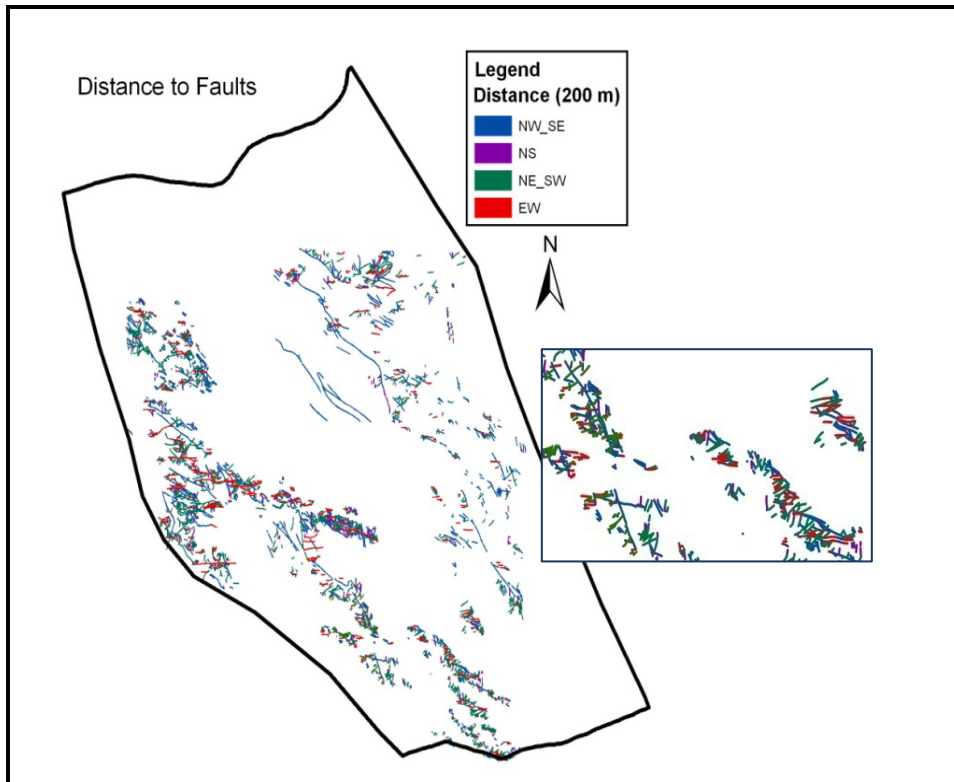 Distance to Faults
Legend
Distance (200 m)
NW_SE
NS
NE_SW
EW
N